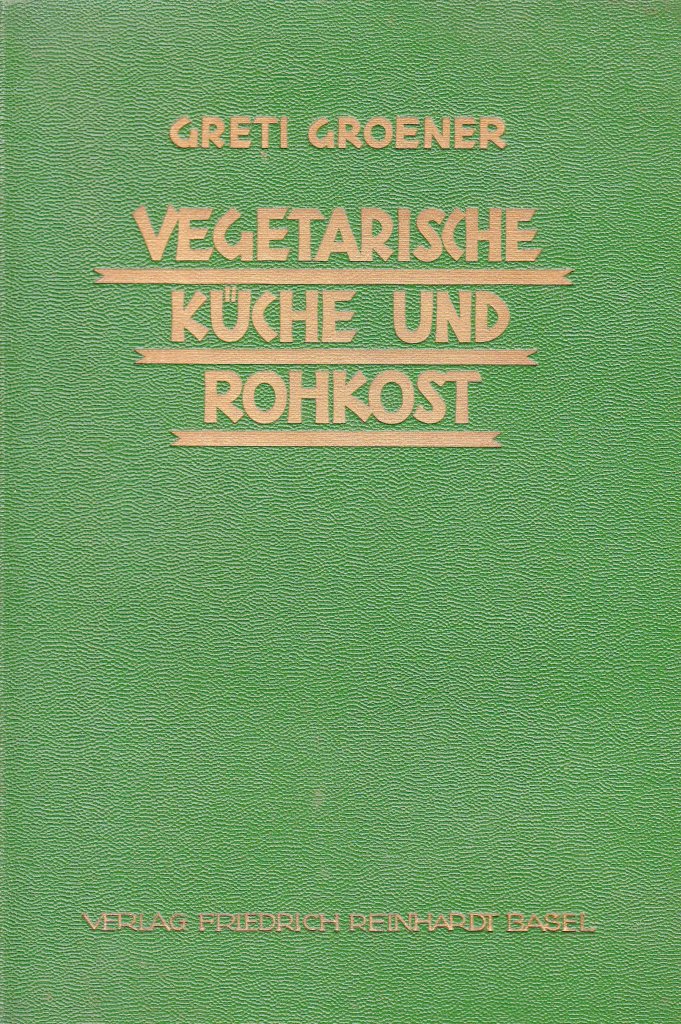 GRETI GROENER
VEGETARISCHE
KÜCHE UND
ROHKOST
VERLAG FRIEDRICH REINHARDT BASEL